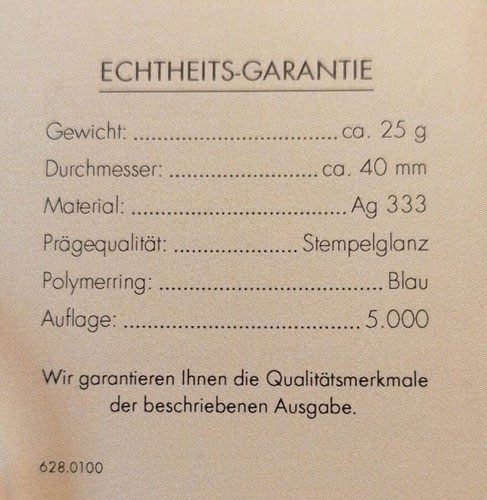 ECHTHEITS-GARANTIE
Gewicht: .................................. ca. 25 g
Durchmesser: ......................... ca. 40 mm
Material: .................................... Ag 333
Prägequalität: ..................... Stempelglanz
Polymerring: ..................................... Blau
Auflage: ....................................... 5.000
Wir garantieren Ihnen die Qualitätsmerkmale
der beschriebenen Ausgabe.
628.0100